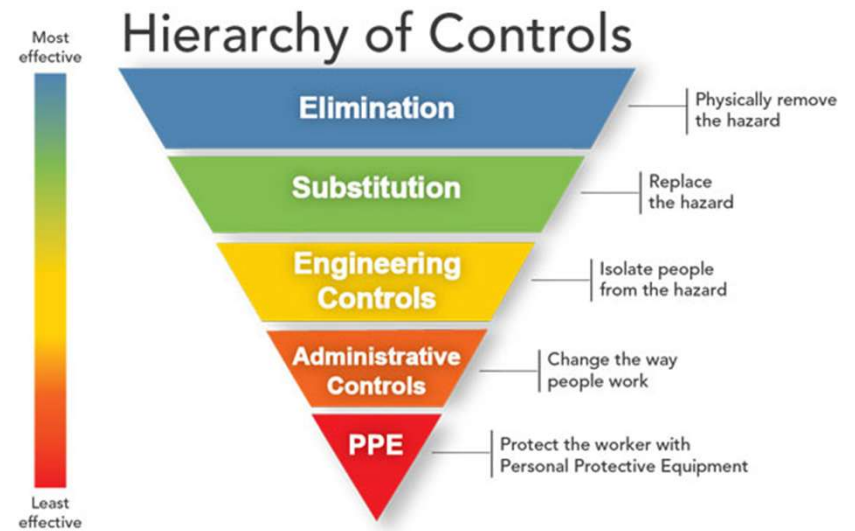 Hierarchy of Controls
Most
effective
Elimination
Physically remove
the hazard
Substitution
Replace
the hazard
Engineering
Controls
Isolate people
from the hazard
Administrative
Controls
Change the way
people work
PPE
Protect the worker with
Personal Protective Equipment
Least
effective